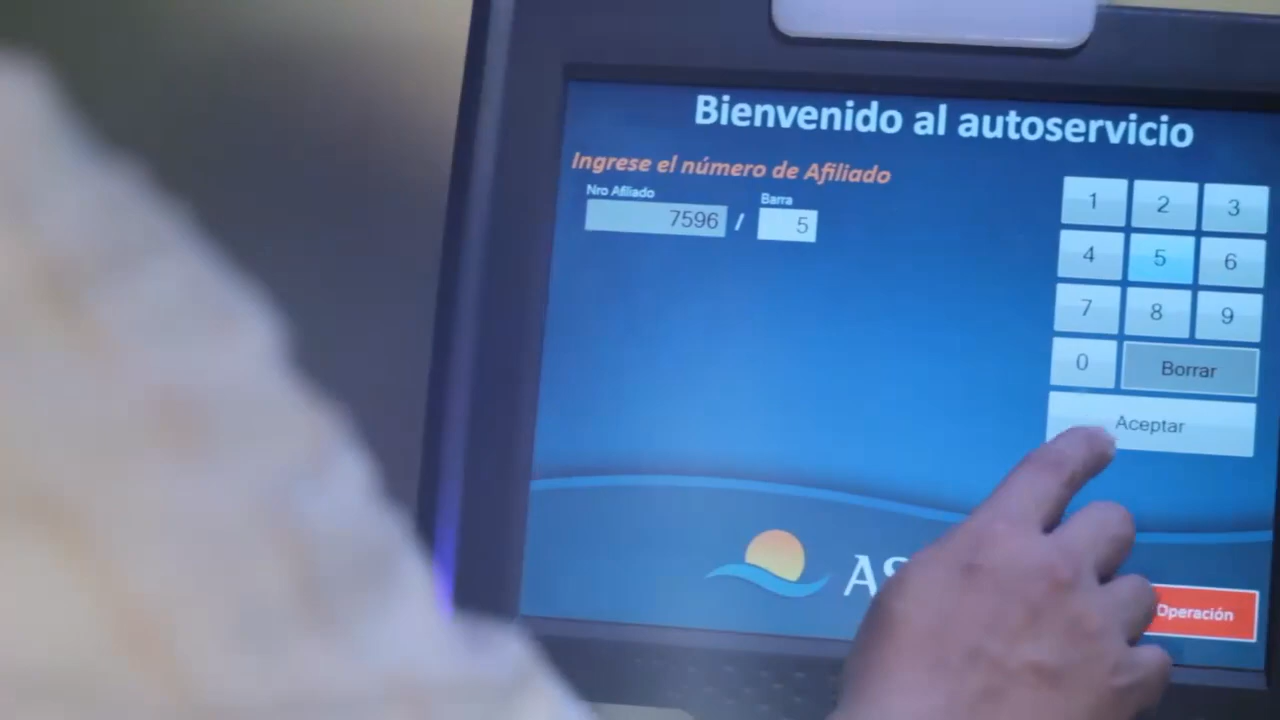 Bienvenido al autoservicio
Ingrese el número de Afiliado
Nro Afiliado
Barra
7596 / 5
1 2 3
4 5 6
7 8 9
0 Borrar
Aceptar
Operación